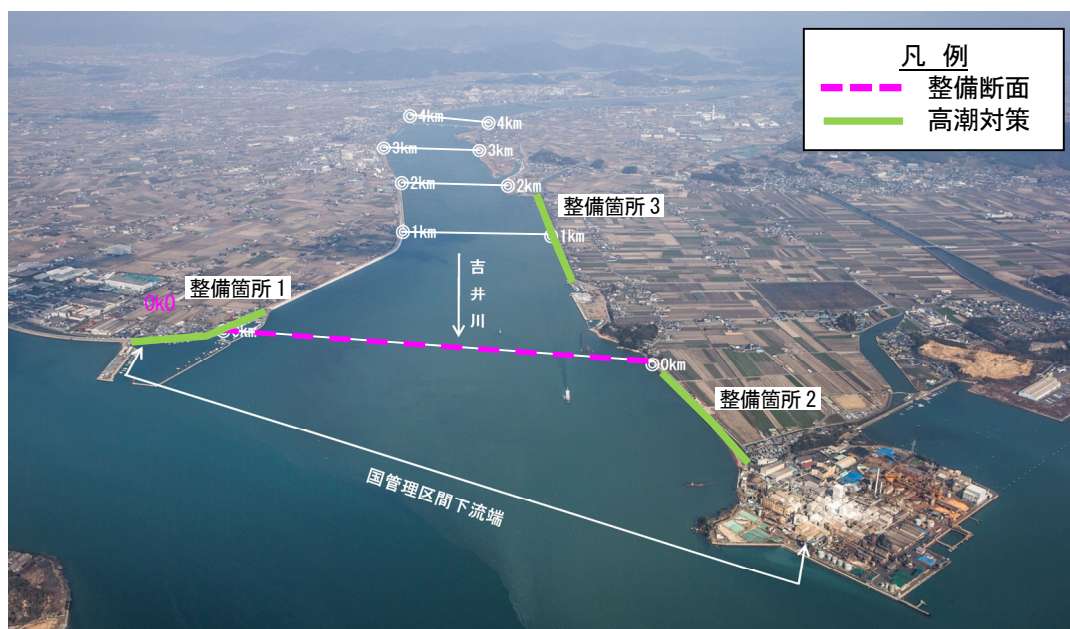 凡 例
整備断面
高潮対策
4km
4km
3km
3km
2km
2km
整備箇所3
1km
1km
吉井川
整備箇所1
0k0
0km
0km
整備箇所2
国管理区間下流端